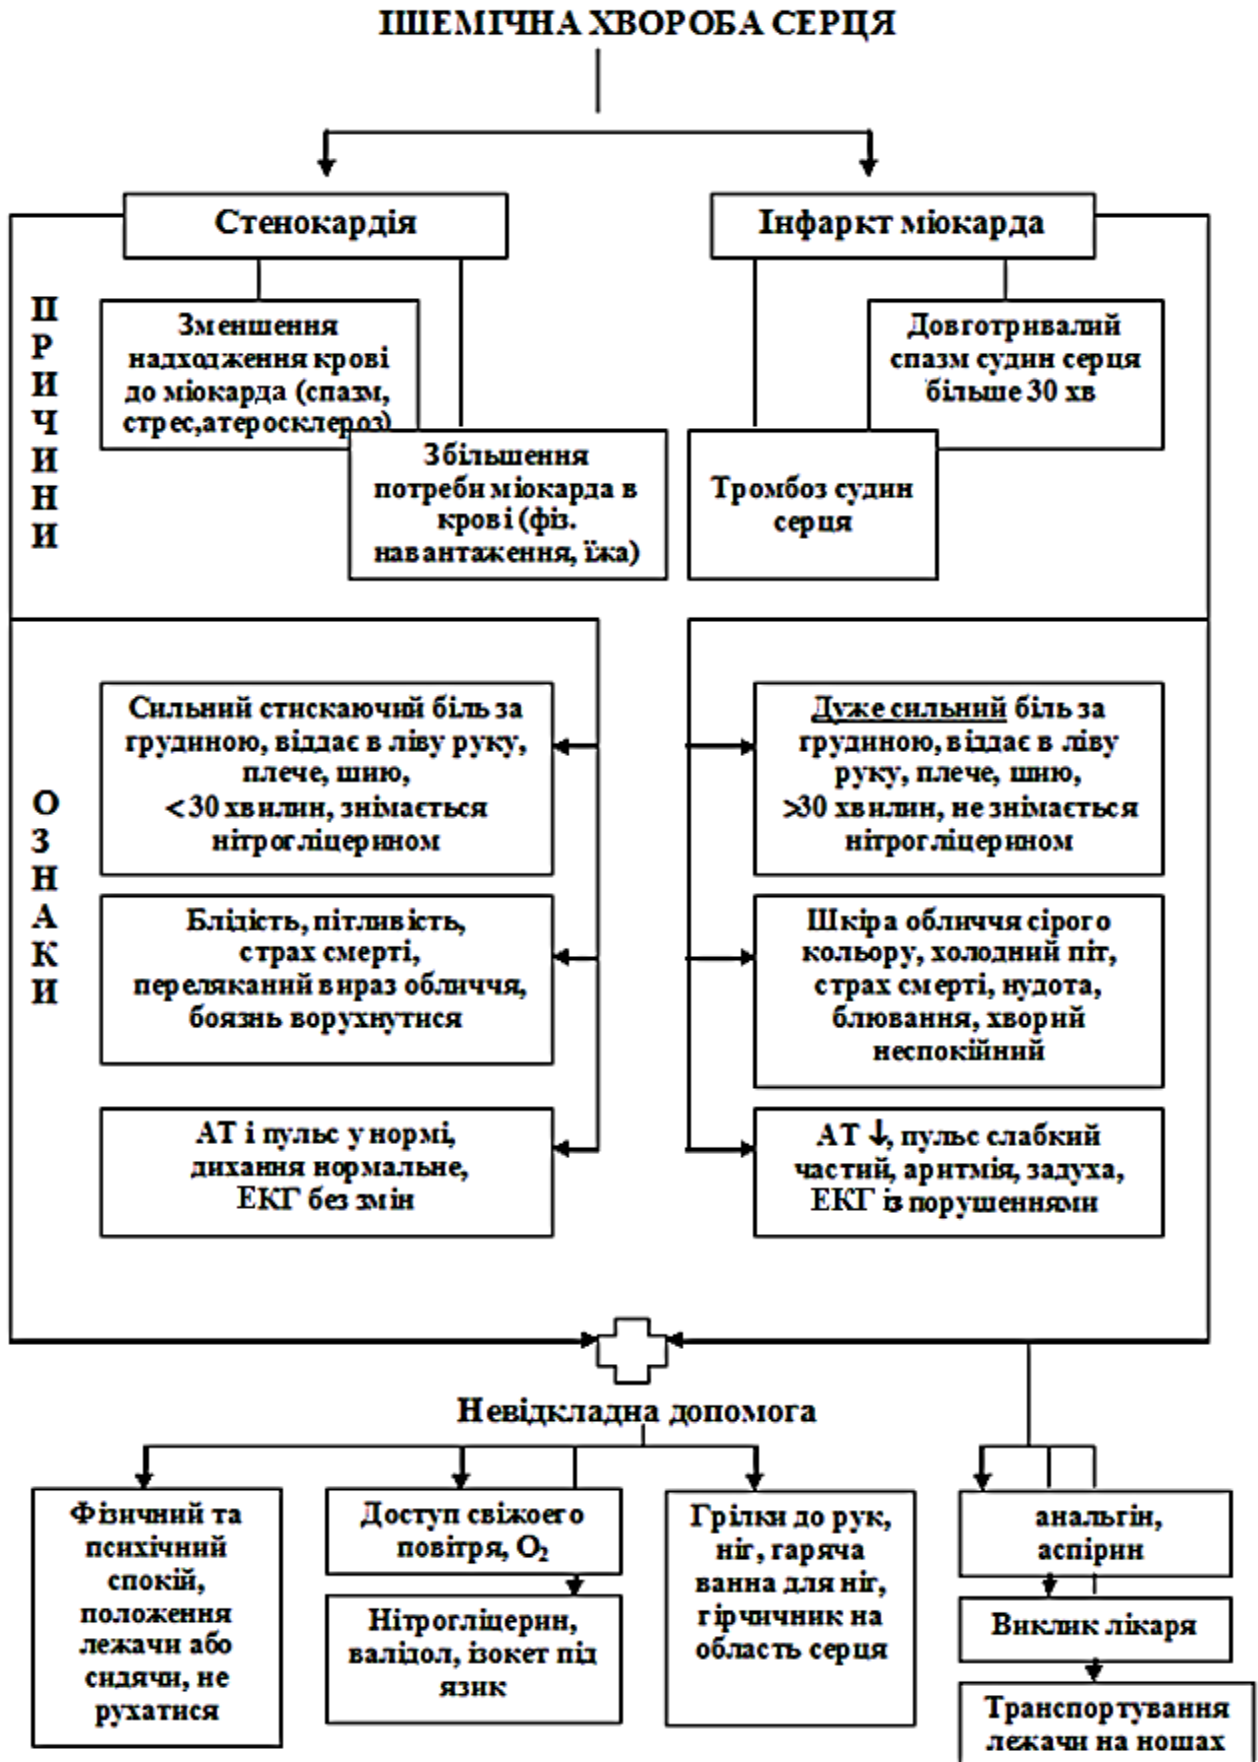 ІШЕМІЧНА ХВОРОБА СЕРЦЯ
Стенокардія
Інфаркт міокарда
ПРИЧИНИ
Зменшення
надходження крові
до міокарда (спазм,
стрес,атеросклероз)
Збільшення
потреби міокарда в
крові (фіз.
навантаження, їжа)
Довготривалий
спазм судин серця
більше 30 хв
Тромбоз судин
серця
ОЗНАКИ
Сильний стискаючий біль за
грудиною, віддає в ліву руку,
плече, шию,
<30 хвилин, знімається
нітрогліцерином
Дуже сильний біль за
грудиною, віддає в ліву
руку, плече, шию,
>30 хвилин, не знімається
нітрогліцерином
Блідість, пітливість,
страх смерті,
переляканий вираз обличчя,
боязнь ворухнутися
Шкіра обличчя сірого
кольору, холодний піт,
страх смерті, нудота,
блювання, хворий
неспокійний
АТ і пульс у нормі,
дихання нормальне,
ЕКГ без змін
АТ ↓, пульс слабкий
частий, аритмія, задуха,
ЕКГ із порушеннями
Невідкладна допомога
Фізичний та
психічний
спокій,
положення
лежачи або
сидячи, не
рухатися
Доступ свіжоего
повітря, О₂
Нітрогліцерин,
валідол, ізокет під
язик
Грілки до рук,
ніг, гаряча
ванна для ніг,
гірчичник на
область серця
анальгін,
аспірин
Виклик лікаря
Транспортування
лежачи на ношах